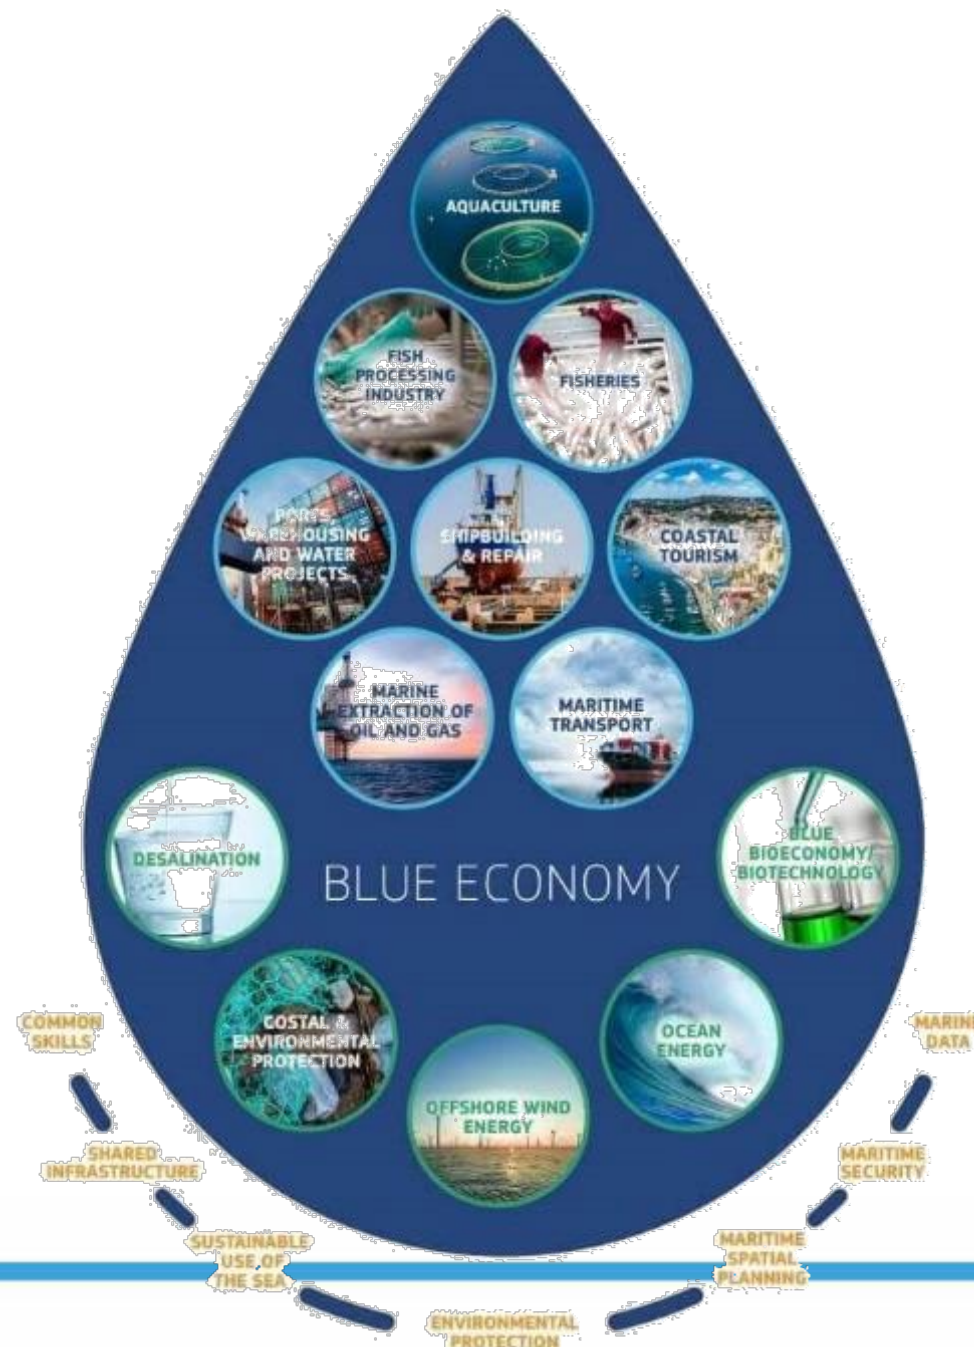 AQUACULTURE
FISH
PROCESSING
INDUSTRY
FISHERIES
PORTS,
WAREHOUSING
AND WATER
PROJECTS
SHIPBUILDING
& REPAIR
COASTAL
TOURISM
MARINE
EXTRACTION OF
OIL AND GAS
MARITIME
TRANSPORT
DESALINATION
BLUE ECONOMY
BLUE
BIOECONOMY/
BIOTECHNOLOGY
COSTAL &
ENVIRONMENTAL
PROTECTION
OCEAN
ENERGY
OFFSHORE WIND
ENERGY
COMMON
SKILLS
SHARED
INFRASTRUCTURE
SUSTAINABLE
USE OF
THE SEA
ENVIRONMENTAL
PROTECTION
MARITIME
SPATIAL
PLANNING
MARITIME
SECURITY
MARINE
DATA